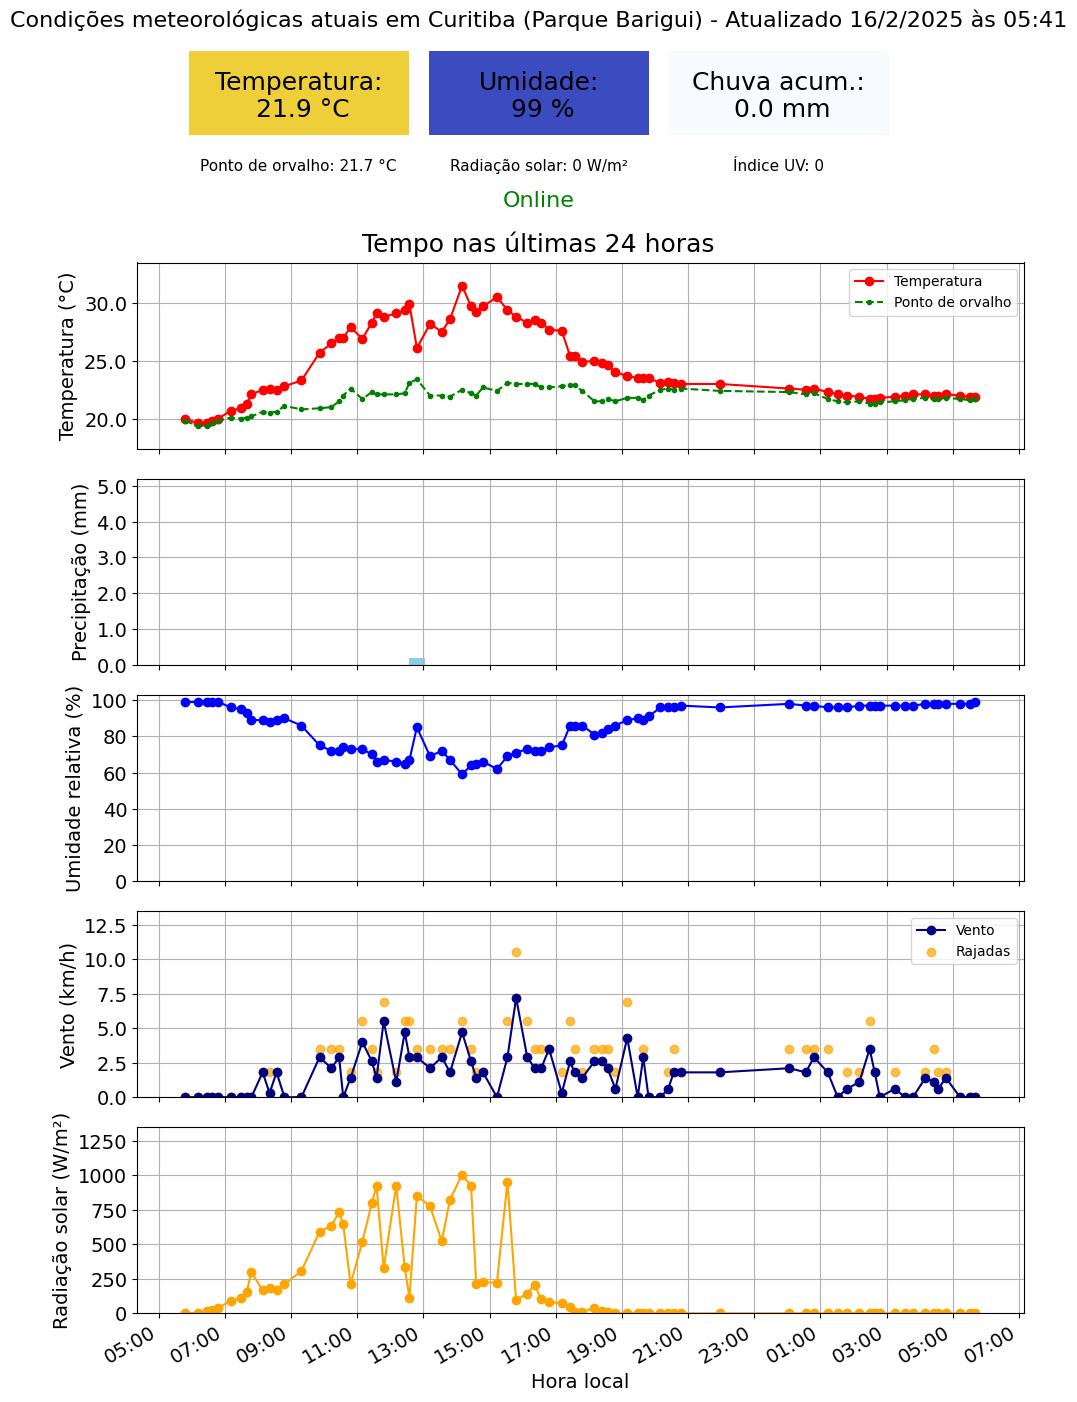 Condições meteorológicas atuais em Curitiba (Parque Barigui) - Atualizado 16/2/2025 às 05:41
Temperatura:
21.9 °C
Umidade:
99 %
Chuva acum.:
0.0 mm
Ponto de orvalho: 21.7 °C
Radiação solar: 0 W/m²
Índice UV: 0
Online
Tempo nas últimas 24 horas
Temperatura (°C)
30.0
25.0
20.0
Temperatura
Ponto de orvalho
Precipitação (mm)
5.0
4.0
3.0
2.0
1.0
0.0
Umidade relativa (%)
100
80
60
40
20
0
Vento (km/h)
12.5
10.0
7.5
5.0
2.5
0.0
Vento
Rajadas
Radiação solar (W/m²)
1250
1000
750
500
250
0
05:00
07:00
09:00
11:00
13:00
15:00
17:00
19:00
21:00
23:00
01:00
03:00
05:00
07:00
Hora local